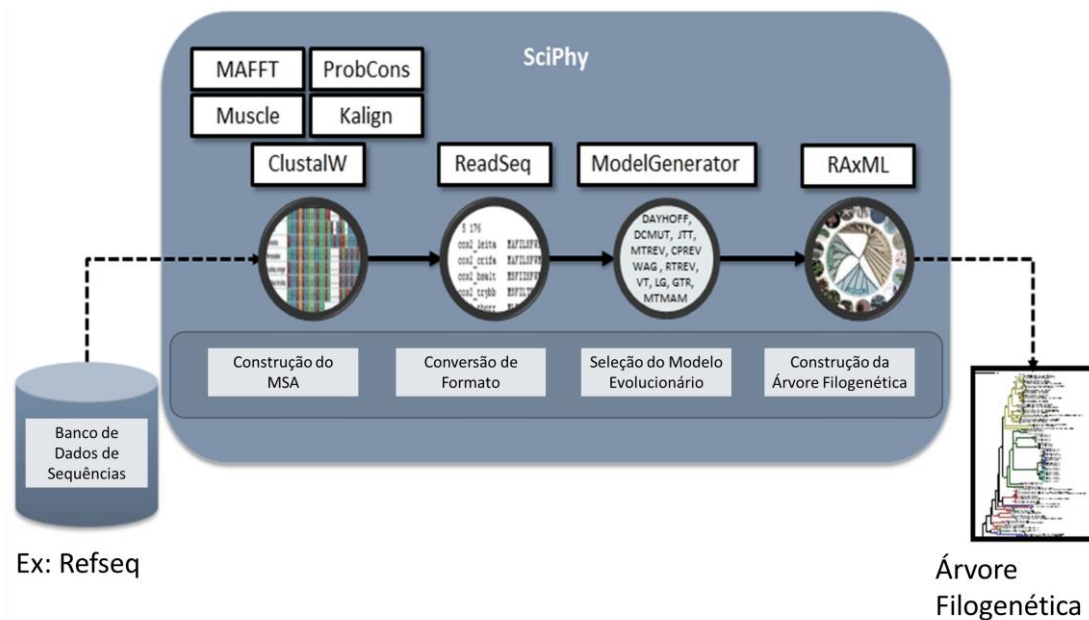 SciPhy
MAFFT
ProbCons
Muscle
Kalign
ClustalW
ReadSeq
ModelGenerator
RAxML
5 176
DAYHOFF,
DCMUT, JTT,
MTREV, CPREV
WAG , RTREV,
VT, LG, GTR,
MTMAM
Construção do
MSA
Conversão de
Formato
Seleção do Modelo
Evolucionário
Construção da
Árvore Filogenética
Banco de
Dados de
Sequências
Ex: Refseq
Árvore
Filogenética